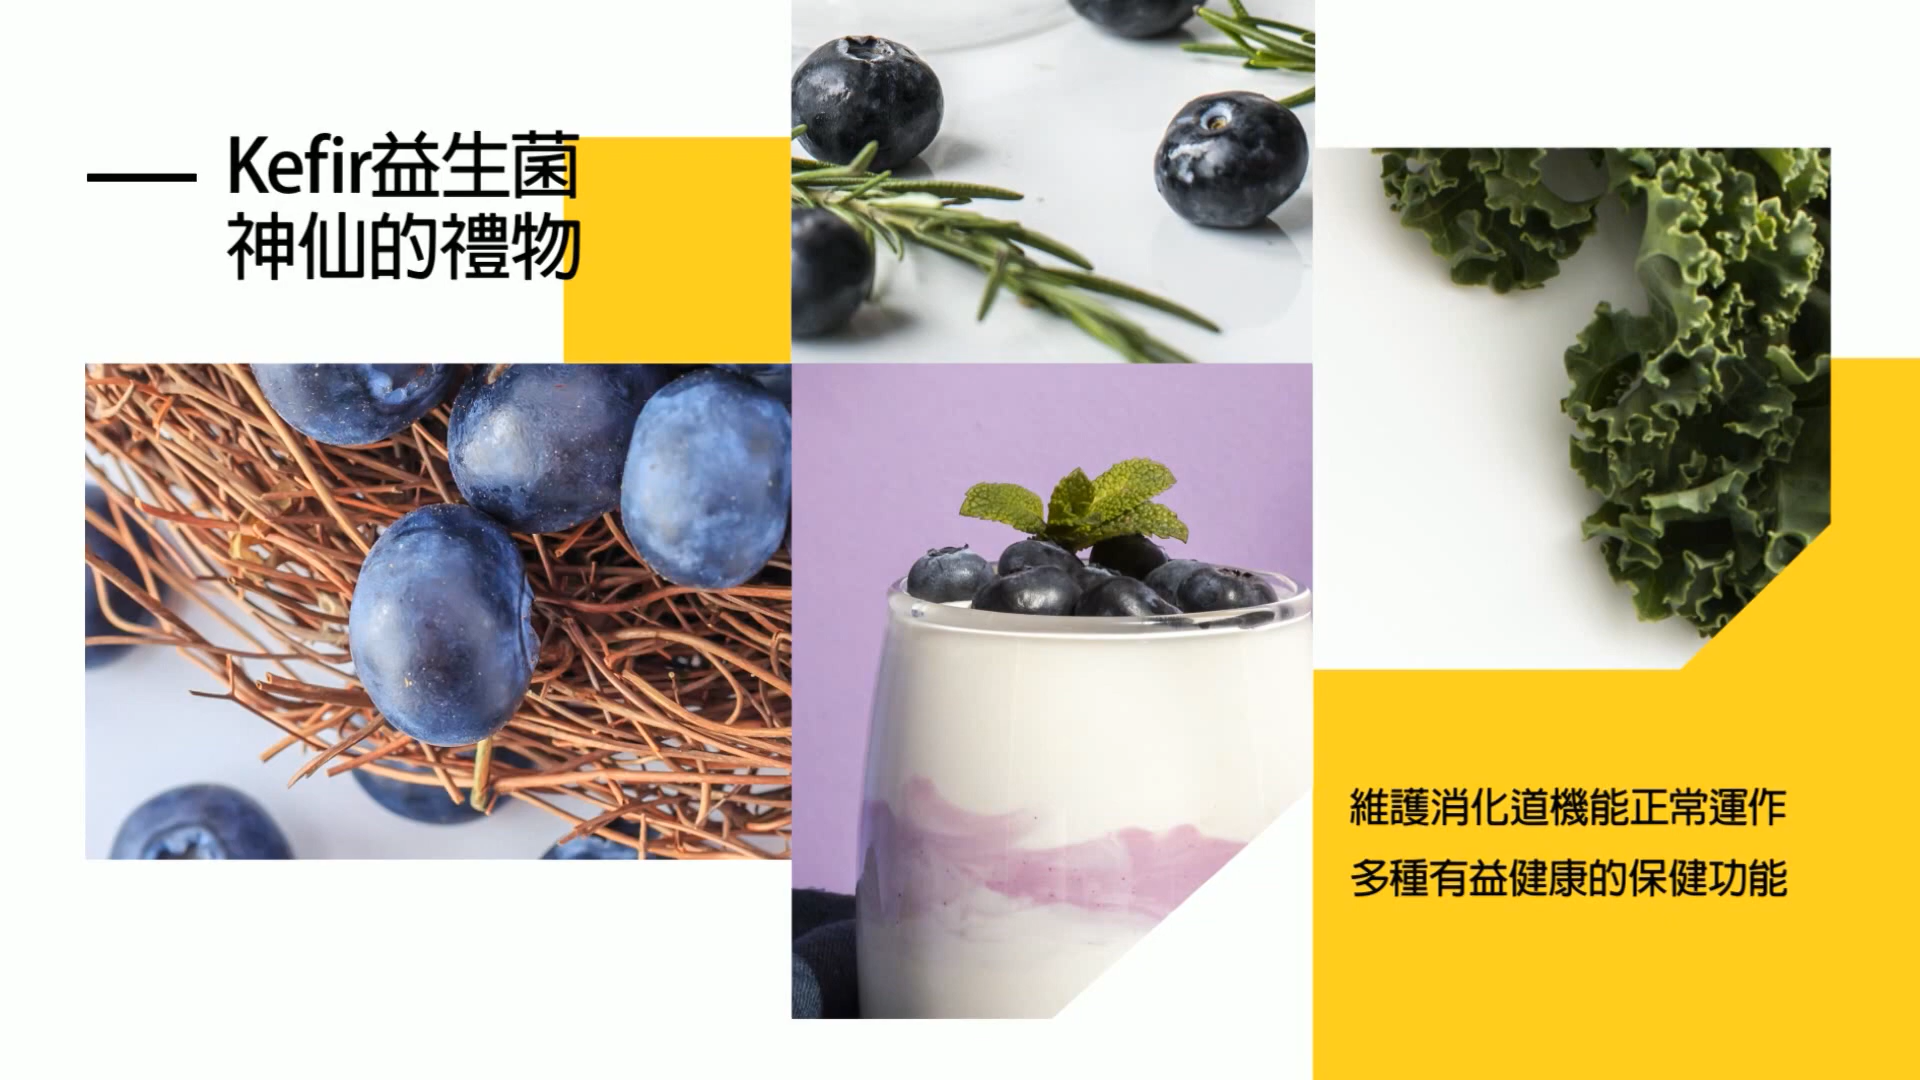 Kefir益生菌
神仙的禮物
維護消化道機能正常運作
多種有益健康的保健功能